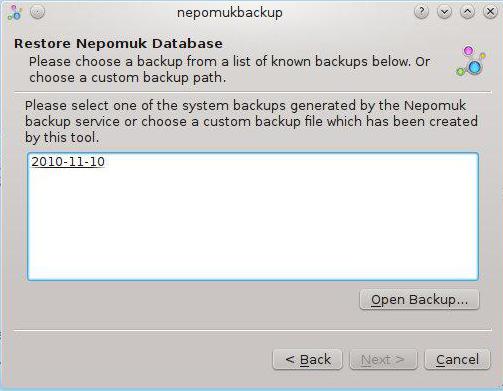 nepomukbackup
Restore Nepomuk Database
Please choose a backup from a list of known backups below. Or
choose a custom backup path.
Please select one of the system backups generated by the Nepomuk
backup service or choose a custom backup file which has been created
by this tool.
2010-11-10
Open Backup...
< Back Next > Cancel